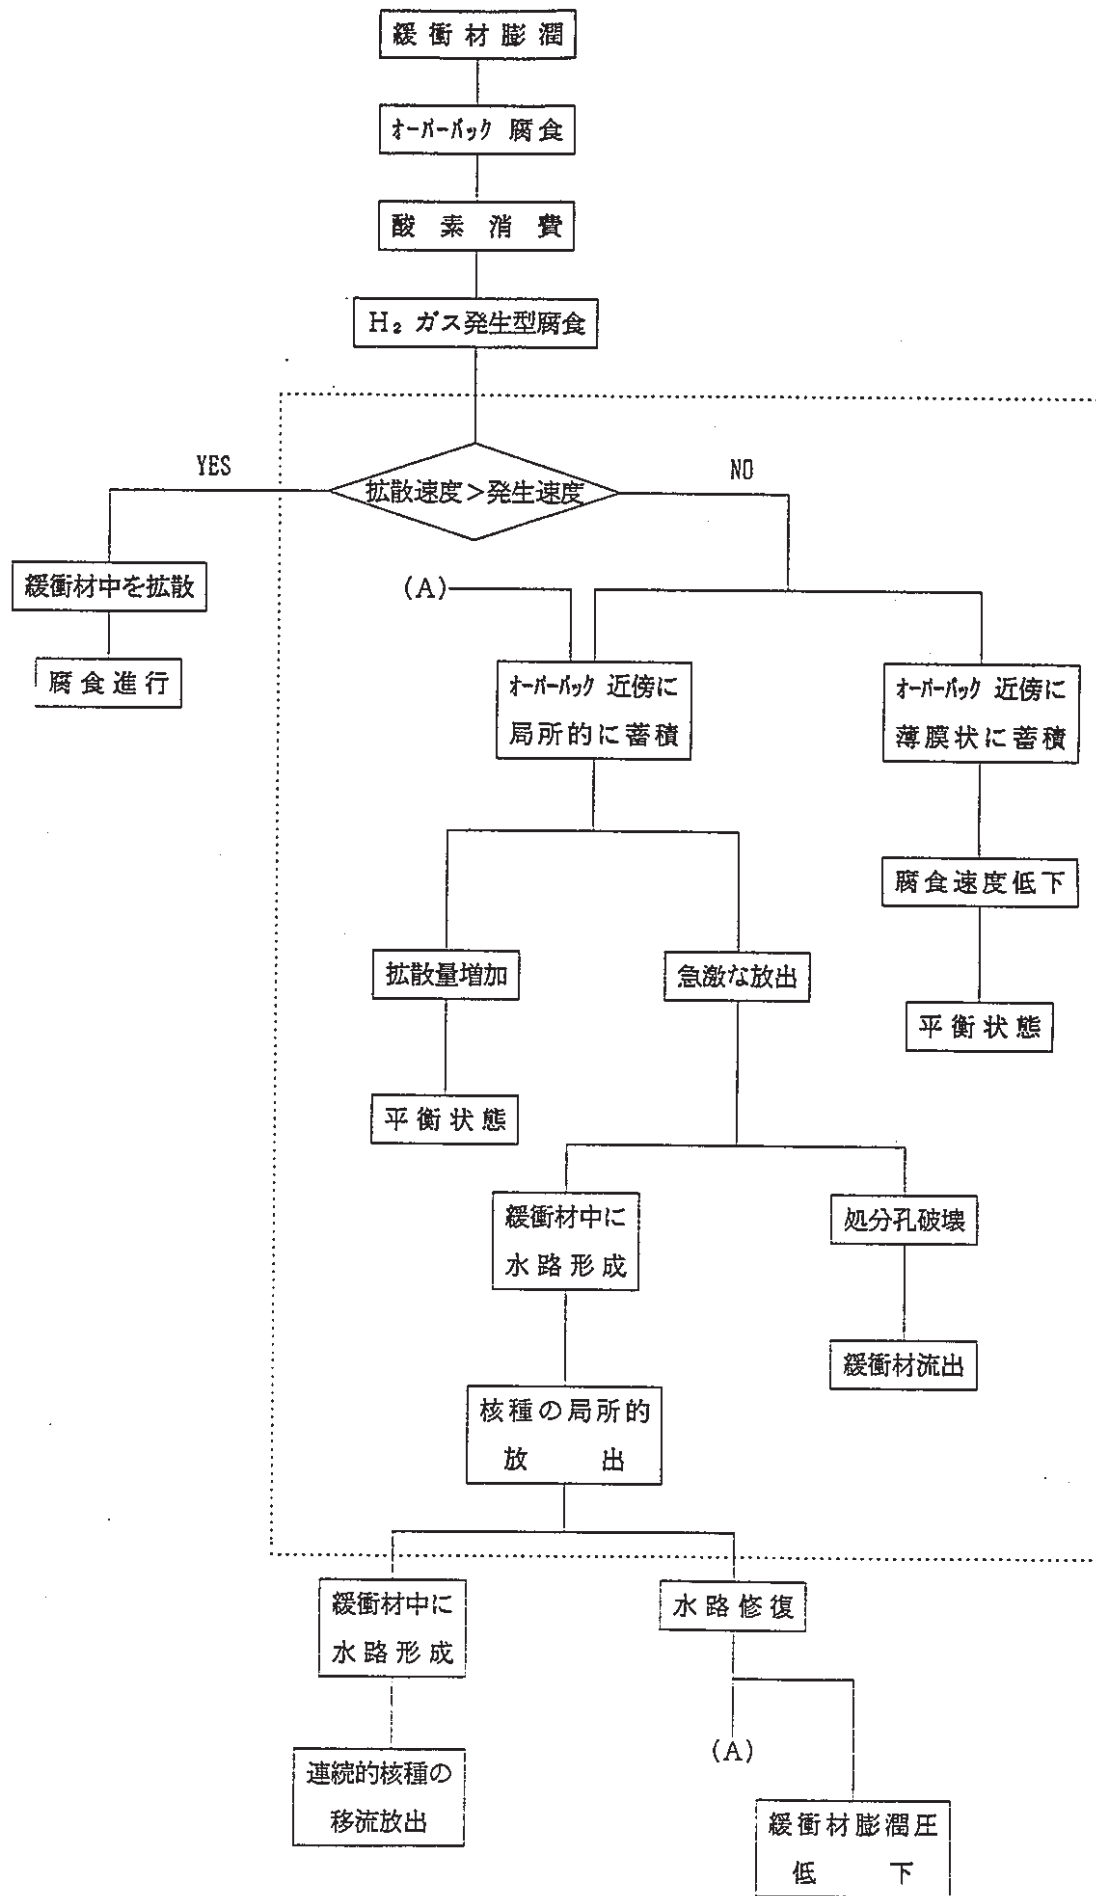 緩衝材膨潤
オーバーパック 腐食
酸素消費
H₂ ガス発生型腐食
YES
拡散速度＞発生速度
NO
緩衝材中を拡散
腐食進行
(A)
オーバーパック 近傍に
局所的に蓄積
オーバーパック 近傍に
薄膜状に蓄積
腐食速度低下
拡散量増加
急激な放出
平衡状態
平衡状態
緩衝材中に
水路形成
処分孔破壊
緩衝材流出
核種の局所的
放出
緩衝材中に
水路形成
水路修復
(A)
連続的核種の
移流放出
緩衝材膨潤圧
低下